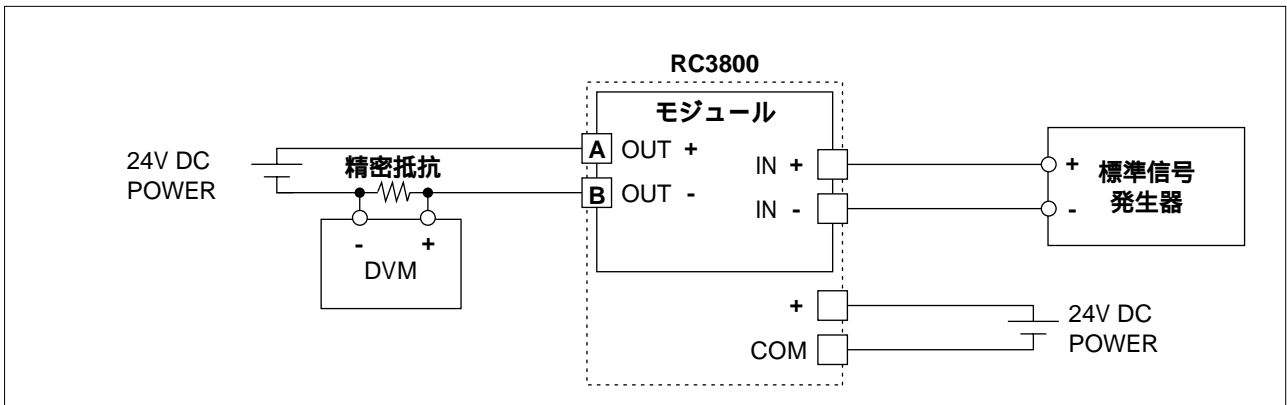 RC3800
モジュール
24V DC
POWER
精密抵抗
A OUT +
B OUT -
IN +
IN -
+
-
標準信号
発生器
- +
DVM
+
COM
24V DC
POWER